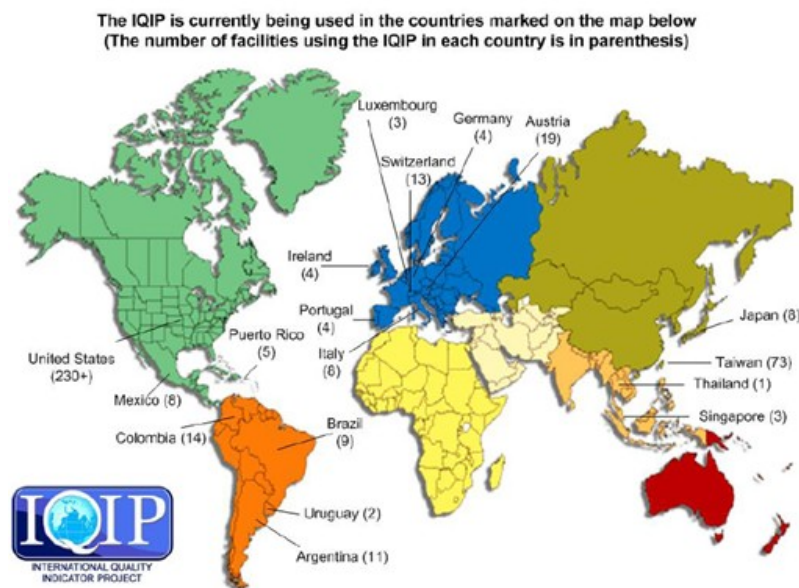 The IQIP is currently being used in the countries marked on the map below
(The number of facilities using the IQIP in each country is in parenthesis)
Luxembourg
(3)
Germany
(4)
Austria
(19)
Switzerland
(13)
Ireland
(4)
Portugal
(4)
Italy
(8)
United States
(230+)
Puerto Rico
(5)
Mexico (8)
Colombia (14)
Brazil
(9)
Uruguay (2)
Argentina (11)
Japan (8)
Taiwan (73)
Thailand (1)
Singapore (3)
IQIP
INTERNATIONAL QUALITY
INDICATOR PROJECT